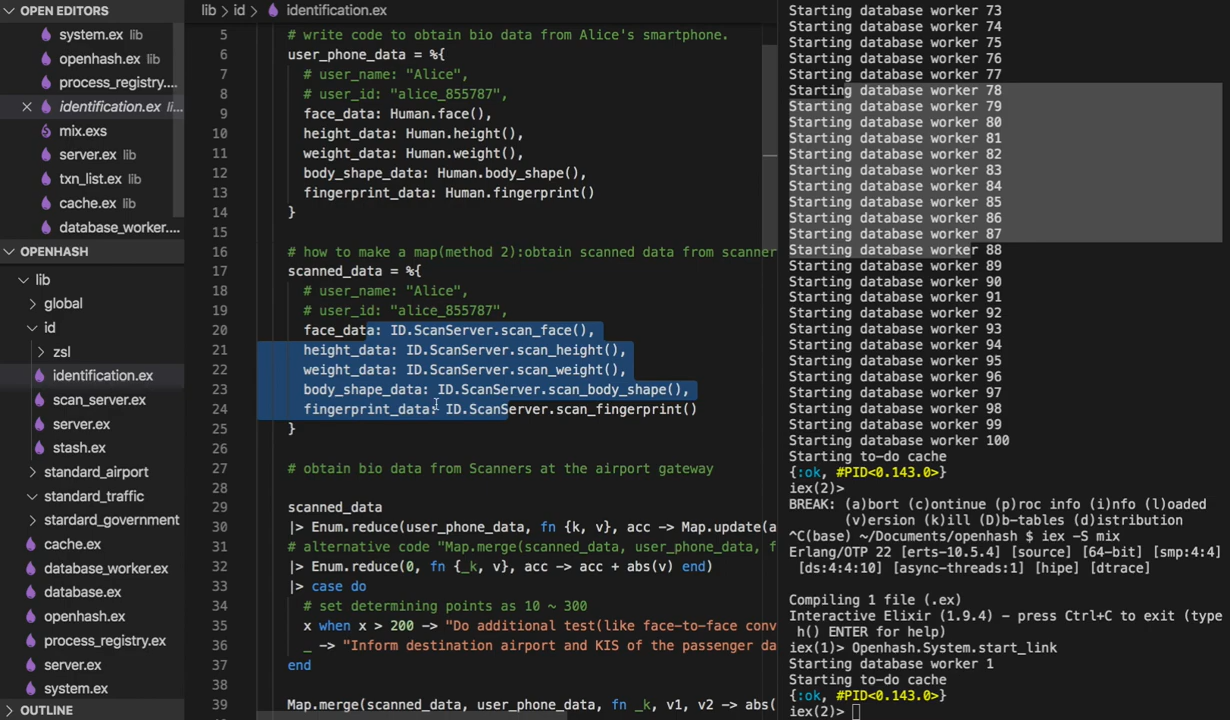 OPEN EDITORS
system.ex lib
openhash.ex lib
process_registry....
identification.ex li...
mix.exs
server.ex lib
txn_list.ex lib
cache.ex lib
database_worker....
OPENHASH
lib
global
id
zsl
identification.ex
scan_server.ex
server.ex
stash.ex
standard_airport
standard_traffic
stardard_government
cache.ex
database_worker.ex
database.ex
openhash.ex
process_registry.ex
server.ex
system.ex
OUTLINE
lib > id > identification.ex
5 # write code to obtain bio data from Alice's smartphone.
6 user_phone_data = %{
7 # user_name: "Alice",
8 # user_id: "alice_855787",
9 face_data: Human.face(),
10 height_data: Human.height(),
11 weight_data: Human.weight(),
12 body_shape_data: Human.body_shape(),
13 fingerprint_data: Human.fingerprint()
14 }
15
16 # how to make a map(method 2):obtain scanned data from scanner
17 scanned_data = %{
18 # user_name: "Alice",
19 # user_id: "alice_855787",
20 face_data: ID.ScanServer.scan_face(),
21 height_data: ID.ScanServer.scan_height(),
22 weight_data: ID.ScanServer.scan_weight(),
23 body_shape_data: ID.ScanServer.scan_body_shape(),
24 fingerprint_data: ID.ScanServer.scan_fingerprint()
25 }
26
27 # obtain bio data from Scanners at the airport gateway
28
29 scanned_data
30 |> Enum.reduce(user_phone_data, fn {k, v}, acc -> Map.update(a
31 # alternative code "Map.merge(scanned_data, user_phone_data, f
32 |> Enum.reduce(0, fn {_k, v}, acc -> acc + abs(v) end)
33 |> case do
34 # set determining points as 10 ~ 300
35 x when x > 200 -> "Do additional test(like face-to-face conv
36 _ -> "Inform destination airport and KIS of the passenger da
37 end
38
39 Map.merge(scanned_data, user_phone_data, fn _k, v1, v2 -> abs(
Starting database worker 73
Starting database worker 74
Starting database worker 75
Starting database worker 76
Starting database worker 77
Starting database worker 78
Starting database worker 79
Starting database worker 80
Starting database worker 81
Starting database worker 82
Starting database worker 83
Starting database worker 84
Starting database worker 85
Starting database worker 86
Starting database worker 87
Starting database worker 88
Starting database worker 89
Starting database worker 90
Starting database worker 91
Starting database worker 92
Starting database worker 93
Starting database worker 94
Starting database worker 95
Starting database worker 96
Starting database worker 97
Starting database worker 98
Starting database worker 99
Starting database worker 100
Starting to-do cache
{:ok, #PID<0.143.0>}
iex(2)>
BREAK: (a)bort (c)ontinue (p)roc info (i)nfo (l)oaded
(v)ersion (k)ill (D)b-tables (d)istribution
^C(base) ~/Documents/openhash $ iex -S mix
Erlang/OTP 22 [erts-10.5.4] [source] [64-bit] [smp:4:4]
[ds:4:4:10] [async-threads:1] [hipe] [dtrace]
Compiling 1 file (.ex)
Interactive Elixir (1.9.4) - press Ctrl+C to exit (type
h() ENTER for help)
iex(1)> Openhash.System.start_link
Starting database worker 1
Starting to-do cache
{:ok, #PID<0.143.0>}
iex(2)>